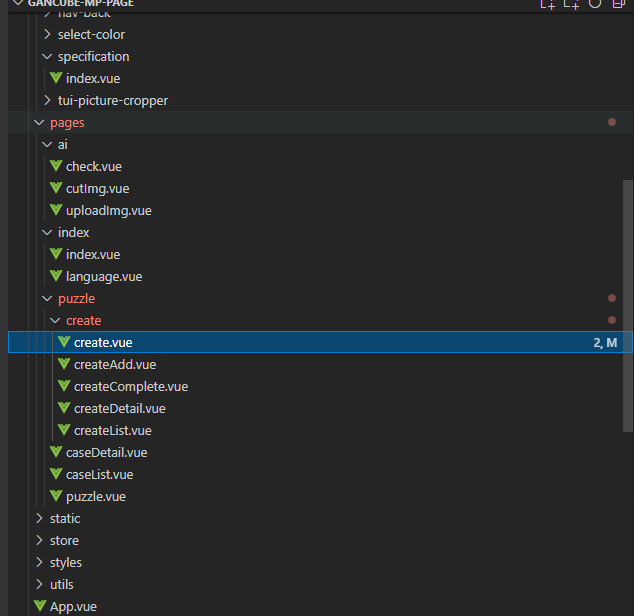 GANCUBE-MP-PAGE
nav-back
select-color
specification
index.vue
tui-picture-cropper
pages
ai
check.vue
cutImg.vue
uploadImg.vue
index
index.vue
language.vue
puzzle
create
create.vue 2, M
createAdd.vue
createComplete.vue
createDetail.vue
createList.vue
caseDetail.vue
caseList.vue
puzzle.vue
static
store
styles
utils
App.vue